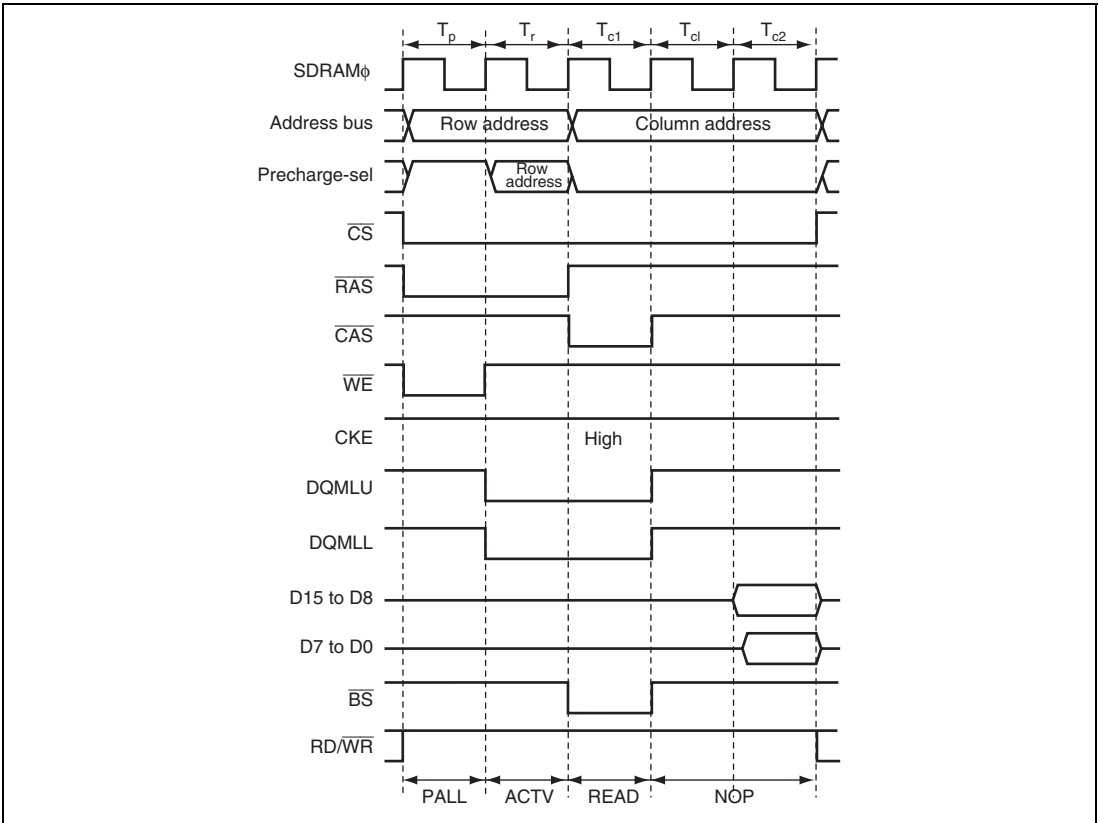 Tp Tr Tc1 Tcl Tc2
SDRAMϕ
Address bus Row address Column address
Precharge-sel Row
address
CS
RAS
CAS
WE
CKE High
DQMLU
DQMLL
D15 to D8
D7 to D0
BS
RD/WR
PALL ACTV READ NOP